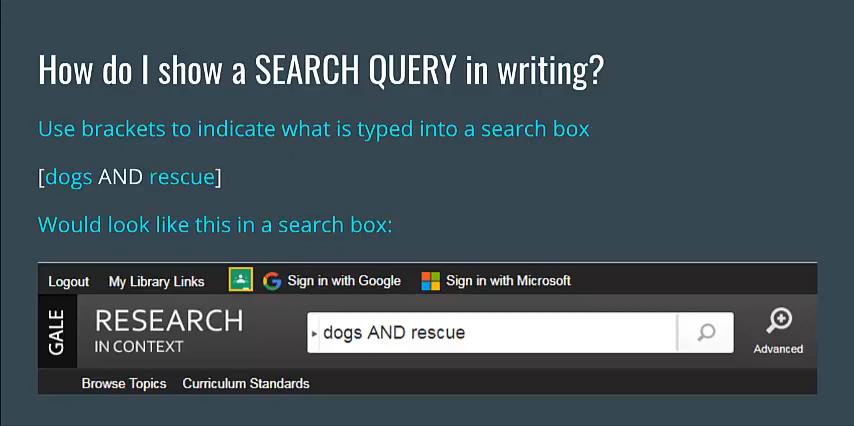 How do I show a SEARCH QUERY in writing?
Use brackets to indicate what is typed into a search box
[dogs AND rescue]
Would look like this in a search box:
Logout My Library Links Sign in with Google Sign in with Microsoft
GALE
RESEARCH
IN CONTEXT
dogs AND rescue
Advanced
Browse Topics Curriculum Standards